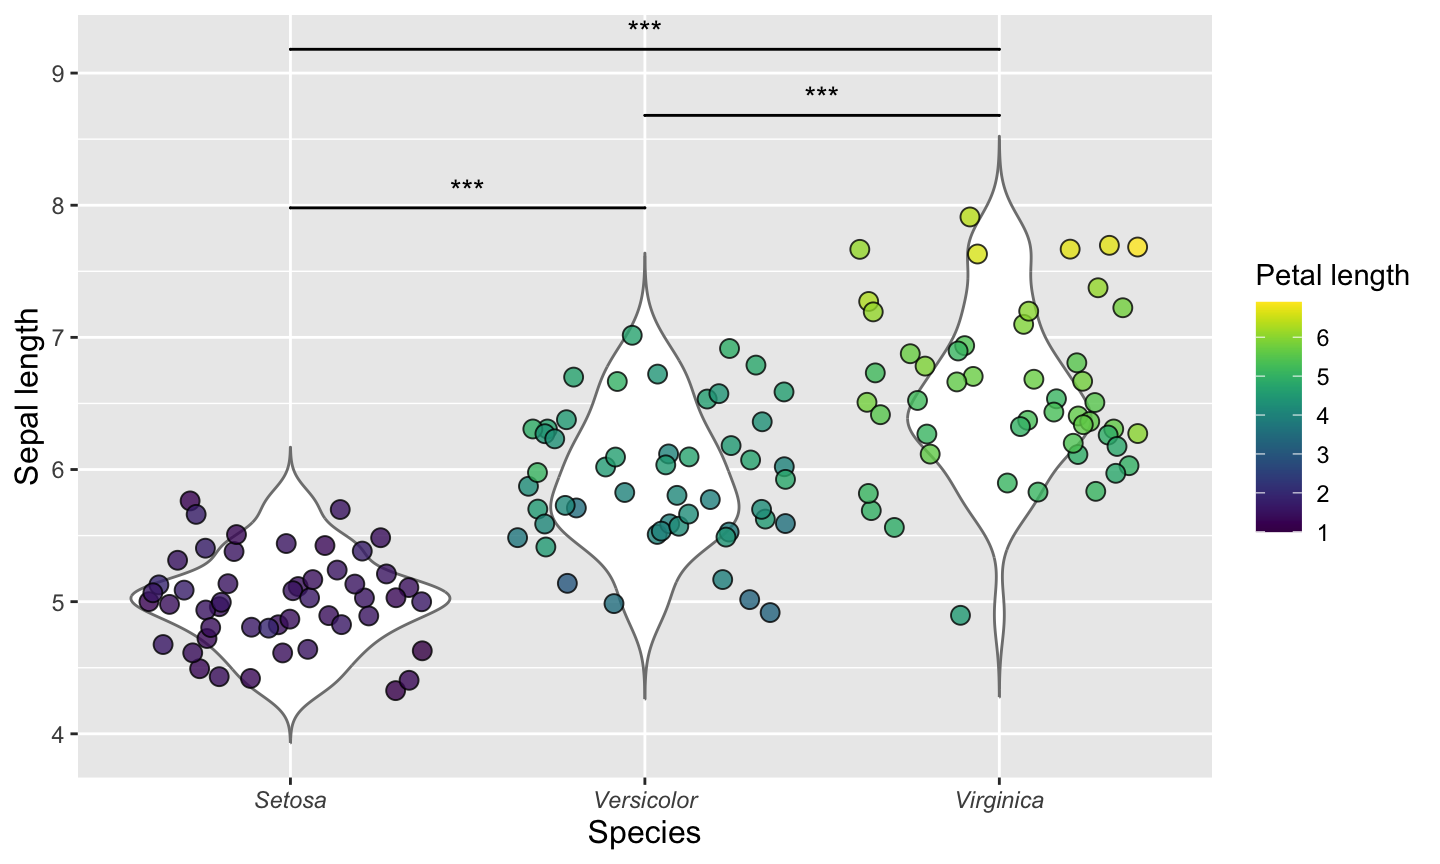 ***
9
***
8
***
7
6
5
4
Sepal length
Setosa
Versicolor
Virginica
Species
Petal length
6
5
4
3
2
1